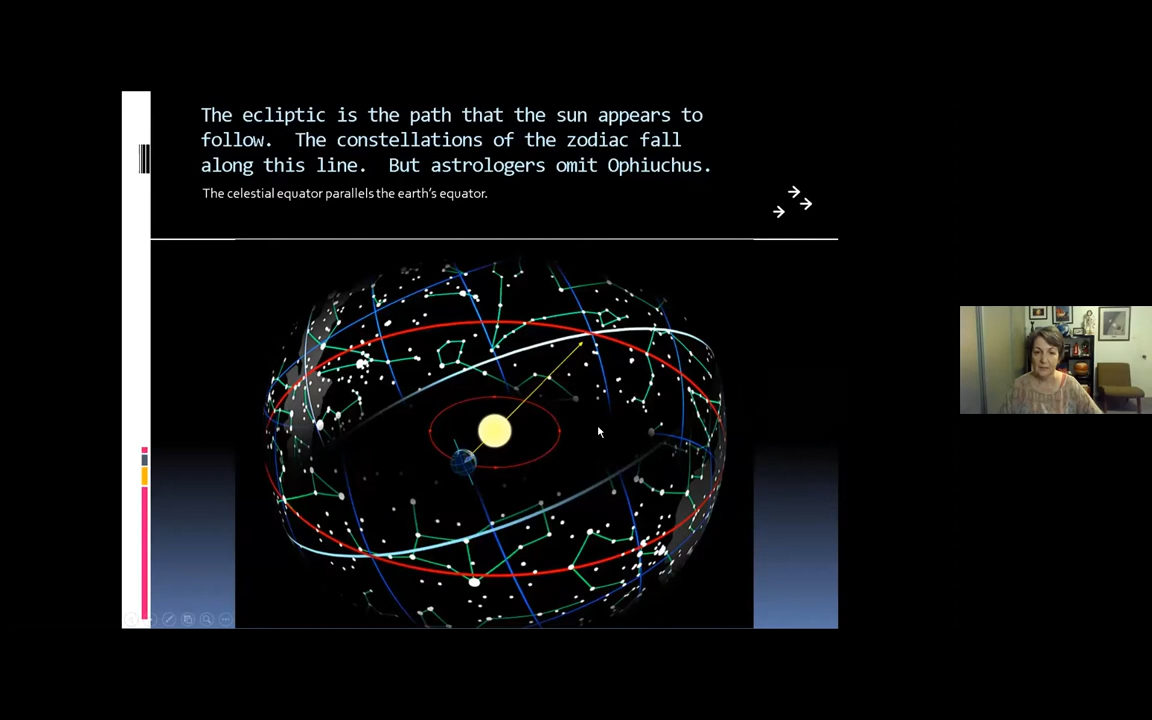 The ecliptic is the path that the sun appears to
follow.  The constellations of the zodiac fall
along this line.  But astrologers omit Ophiuchus.
The celestial equator parallels the earth's equator.